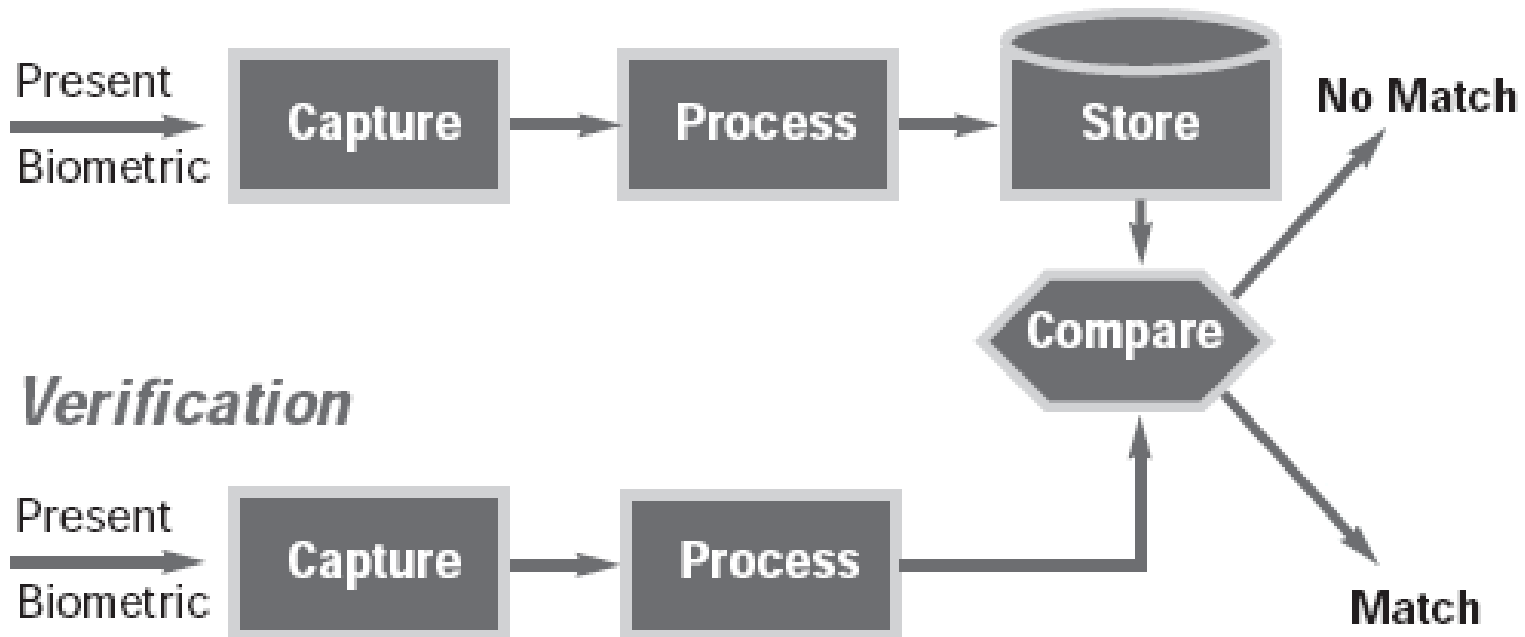 Present
Biometric
Capture
Process
Store
No Match
Compare
Verification
Present
Biometric
Capture
Process
Match